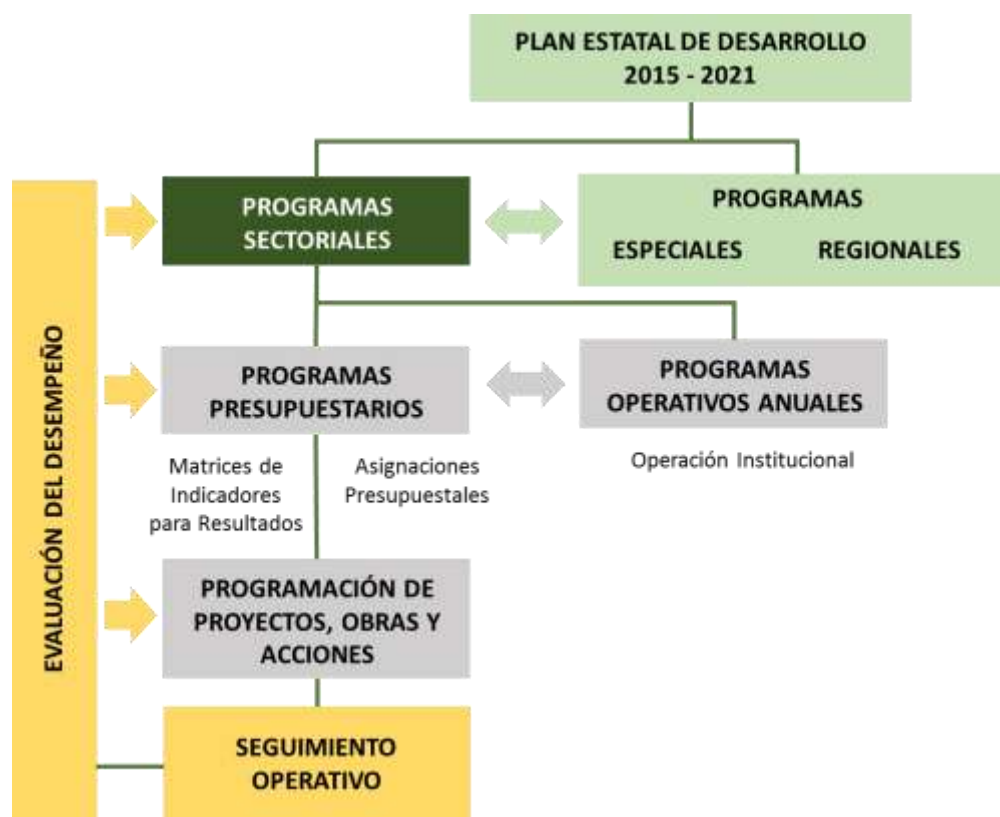 PLAN ESTATAL DE DESARROLLO
2015 - 2021
PROGRAMAS
SECTORIALES
PROGRAMAS
ESPECIALES
REGIONALES
EVALUACIÓN DEL DESEMPEÑO
PROGRAMAS
PRESUPUESTARIOS
PROGRAMAS
OPERATIVOS ANUALES
Matrices de
Indicadores
para Resultados
Asignaciones
Presupuestales
Operación Institucional
PROGRAMACIÓN DE
PROYECTOS, OBRAS Y
ACCIONES
SEGUIMIENTO
OPERATIVO